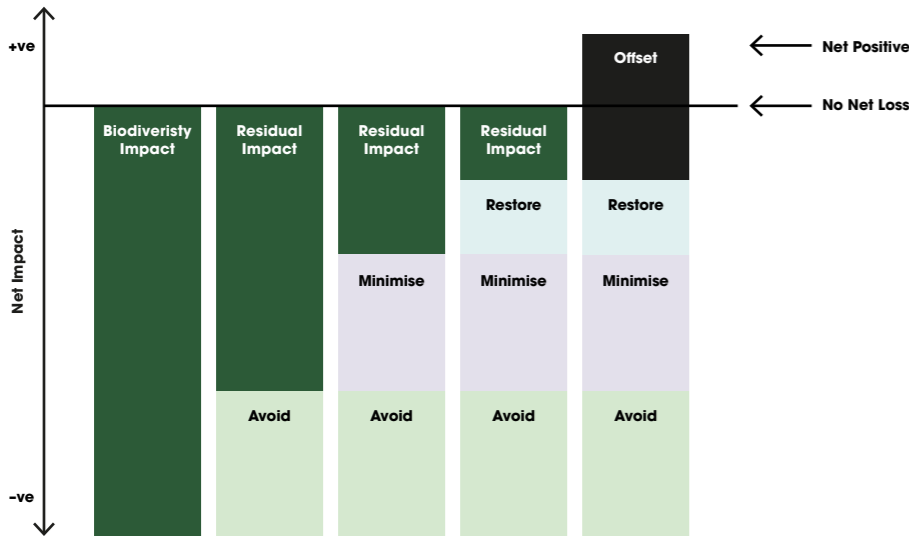 +ve
Net Positive
Offset
No Net Loss
Biodiveristy
Impact
Residual
Impact
Residual
Impact
Residual
Impact
Restore
Restore
Net Impact
Minimise
Minimise
Minimise
Avoid
Avoid
Avoid
Avoid
–ve